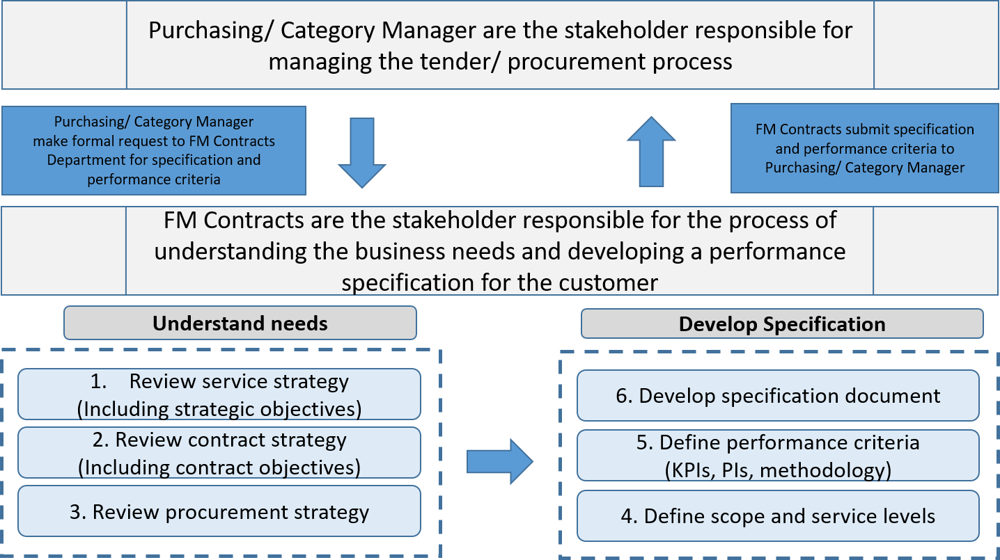 Purchasing/ Category Manager are the stakeholder responsible for
managing the tender/ procurement process
Purchasing/ Category Manager
make formal request to FM Contracts
Department for specification and
performance criteria
FM Contracts submit specification
and performance criteria to
Purchasing/ Category Manager
FM Contracts are the stakeholder responsible for the process of
understanding the business needs and developing a performance
specification for the customer
Understand needs
1. Review service strategy
(Including strategic objectives)
2. Review contract strategy
(Including contract objectives)
3. Review procurement strategy
Develop Specification
6. Develop specification document
5. Define performance criteria
(KPIs, PIs, methodology)
4. Define scope and service levels